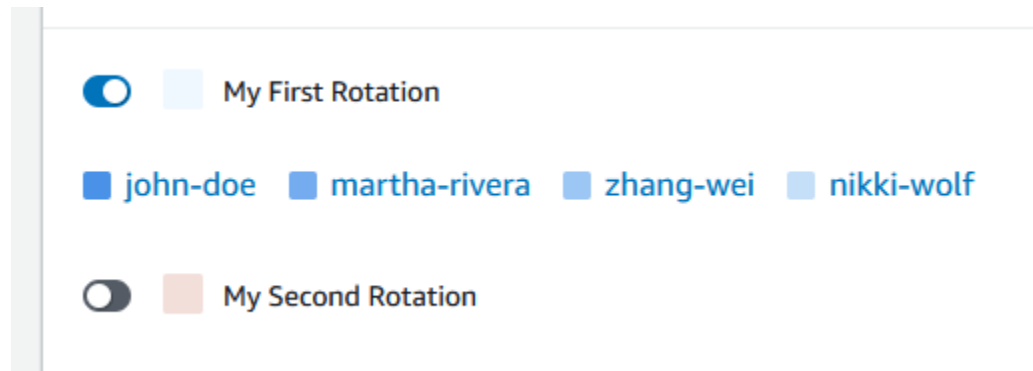 My First Rotation
john-doe martha-rivera zhang-wei nikki-wolf
My Second Rotation